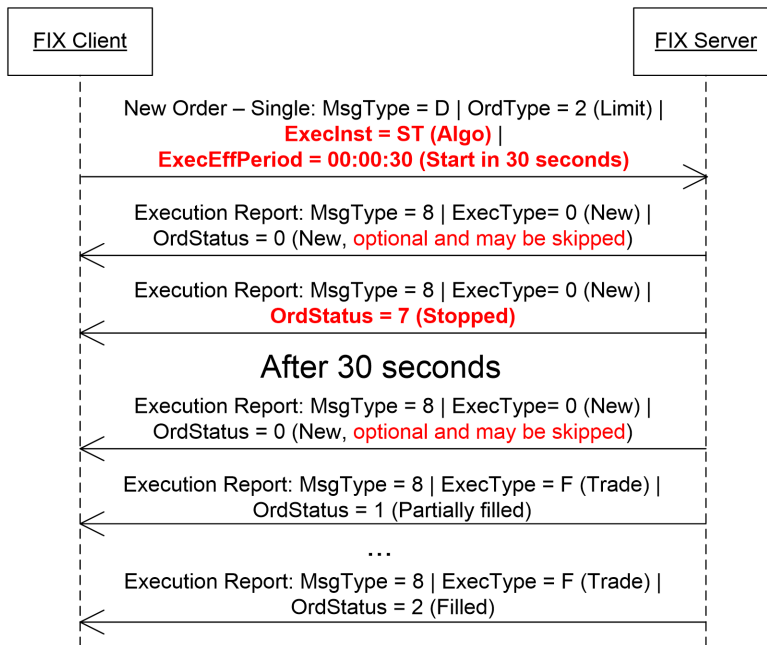 FIX Client
FIX Server
New Order – Single: MsgType = D | OrdType = 2 (Limit) |
ExecInst = ST (Algo) |
ExecEffPeriod = 00:00:30 (Start in 30 seconds)
Execution Report: MsgType = 8 | ExecType= 0 (New) |
OrdStatus = 0 (New, optional and may be skipped)
Execution Report: MsgType = 8 | ExecType= 0 (New) |
OrdStatus = 7 (Stopped)
After 30 seconds
Execution Report: MsgType = 8 | ExecType= 0 (New) |
OrdStatus = 0 (New, optional and may be skipped)
Execution Report: MsgType = 8 | ExecType = F (Trade) |
OrdStatus = 1 (Partially filled)
...
Execution Report: MsgType = 8 | ExecType = F (Trade) |
OrdStatus = 2 (Filled)